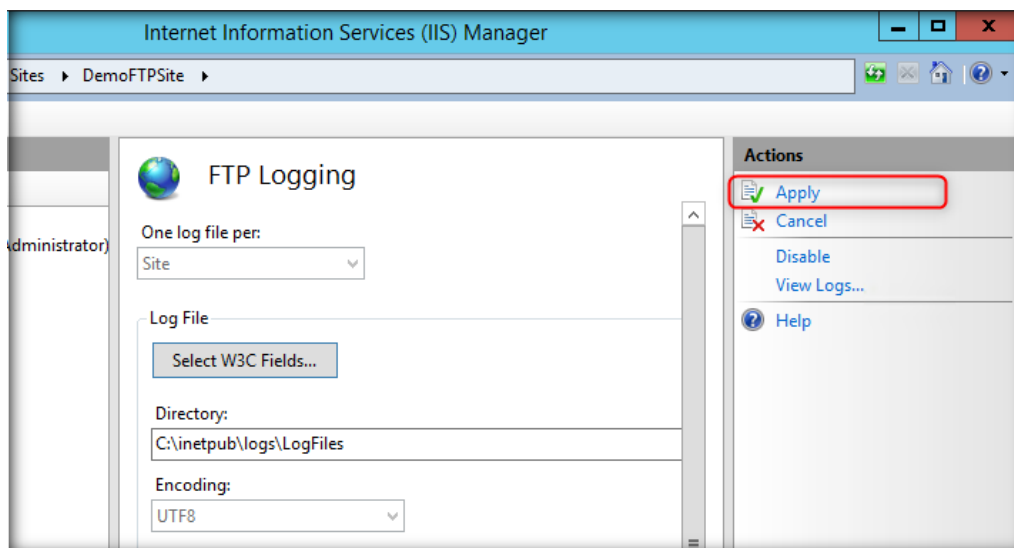 Internet Information Services (IIS) Manager
Sites DemoFTPSite
FTP Logging
One log file per:
Site
Log File
Select W3C Fields...
Directory:
C:\inetpub\logs\LogFiles
Encoding:
UTF8
Administrator)
Actions
Apply
Cancel
Disable
View Logs...
Help